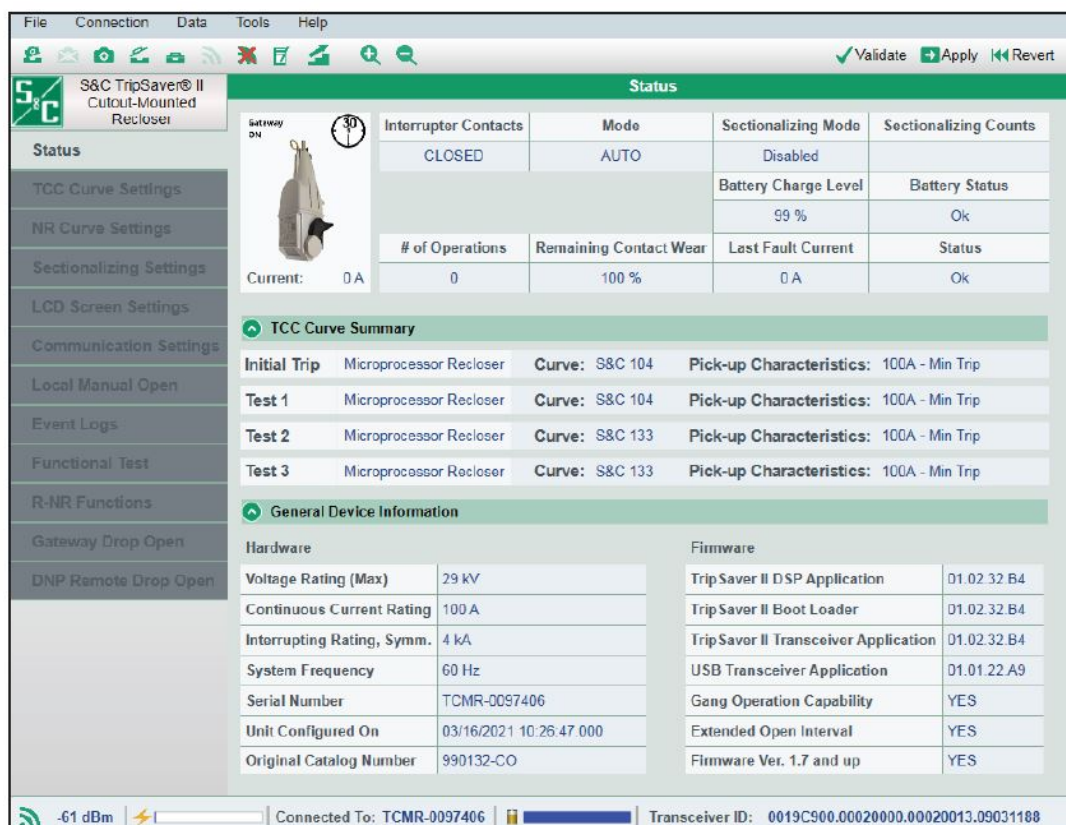 File Connection Data Tools Help
Validate Apply Revert
S&C
S&C TripSaver® II
Cutout-Mounted
Recloser
Status
Status
TCC Curve Settings
NR Curve Settings
Sectionalizing Settings
LCD Screen Settings
Communication Settings
Local Manual Open
Event Logs
Functional Test
R-NR Functions
Gateway Drop Open
DNP Remote Drop Open
Gateway
ON
30
Current: 0 A
Interrupter Contacts Mode Sectionalizing Mode Sectionalizing Counts
CLOSED AUTO Disabled
Battery Charge Level Battery Status
99 % Ok
# of Operations Remaining Contact Wear Last Fault Current Status
0 100 % 0 A Ok
TCC Curve Summary
Initial Trip Microprocessor Recloser Curve: S&C 104 Pick-up Characteristics: 100A - Min Trip
Test 1 Microprocessor Recloser Curve: S&C 104 Pick-up Characteristics: 100A - Min Trip
Test 2 Microprocessor Recloser Curve: S&C 133 Pick-up Characteristics: 100A - Min Trip
Test 3 Microprocessor Recloser Curve: S&C 133 Pick-up Characteristics: 100A - Min Trip
General Device Information
Hardware
Voltage Rating (Max) 29 kV
Continuous Current Rating 100 A
Interrupting Rating, Symm. 4 kA
System Frequency 60 Hz
Serial Number TCMR-0097406
Unit Configured On 03/16/2021 10:26:47.000
Original Catalog Number 990132-CO
Firmware
TripSaver II DSP Application 01.02.32.B4
TripSaver II Boot Loader 01.02.32.B4
TripSaver II Transceiver Application 01.02.32.B4
USB Transceiver Application 01.01.22.A9
Gang Operation Capability YES
Extended Open Interval YES
Firmware Ver. 1.7 and up YES
-61 dBm Connected To: TCMR-0097406 Transceiver ID: 0019C900.00020000.00020013.09031188